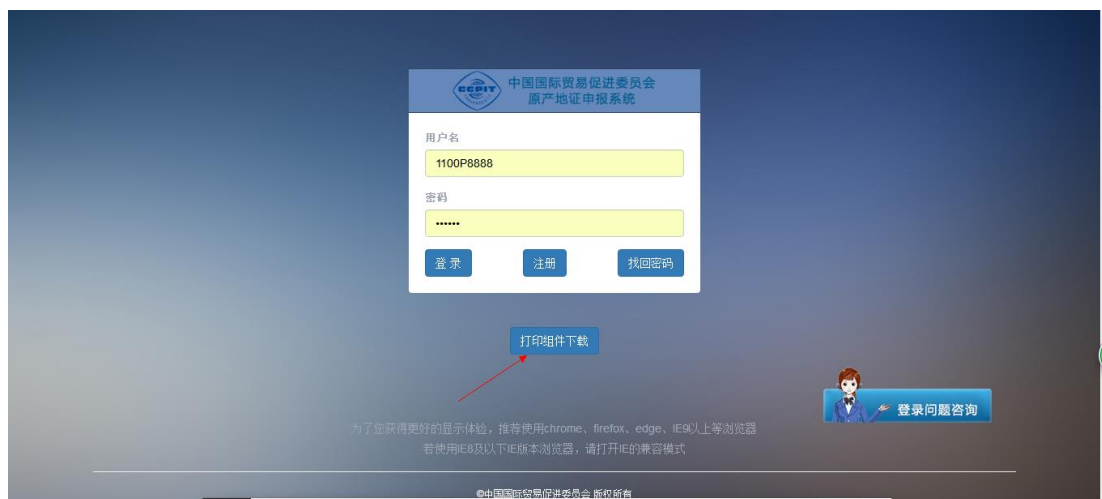 CCPIT
中国国际贸易促进委员会
原产地证申报系统
用户名
1100P8888
密码
••••••
登 录 注册 找回密码
打印组件下载
登录问题咨询
为了您获得更好的显示体验，推荐使用chrome、firefox、edge、IE9以上等浏览器
若使用IE8及以下IE版本浏览器，请打开IE的兼容模式
©中国国际贸易促进委员会 版权所有